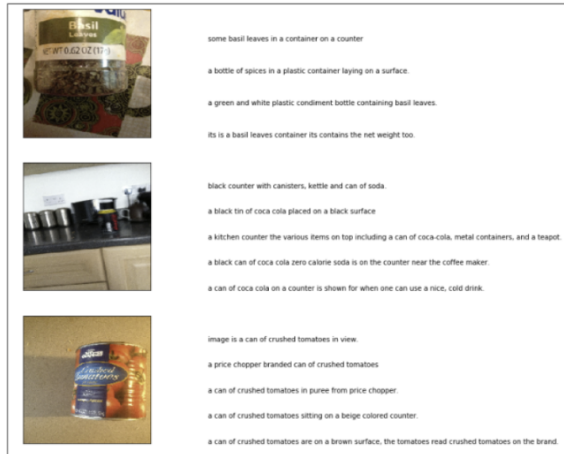 Basil
Leaves
NET WT 0.62 OZ (17g)
some basil leaves in a container on a counter
a bottle of spices in a plastic container laying on a surface.
a green and white plastic condiment bottle containing basil leaves.
its is a basil leaves container its contains the net weight too.
black counter with canisters, kettle and can of soda.
a black tin of coca cola placed on a black surface
a kitchen counter the various items on top including a can of coca-cola, metal containers, and a teapot.
a black can of coca cola zero calorie soda is on the counter near the coffee maker.
a can of coca cola on a counter is shown for when one can use a nice, cold drink.
image is a can of crushed tomatoes in view.
a price chopper branded can of crushed tomatoes
Crushed
Tomatoes
a can of crushed tomatoes in puree from price chopper.
a can of crushed tomatoes sitting on a beige colored counter.
a can of crushed tomatoes are on a brown surface, the tomatoes read crushed tomatoes on the brand.